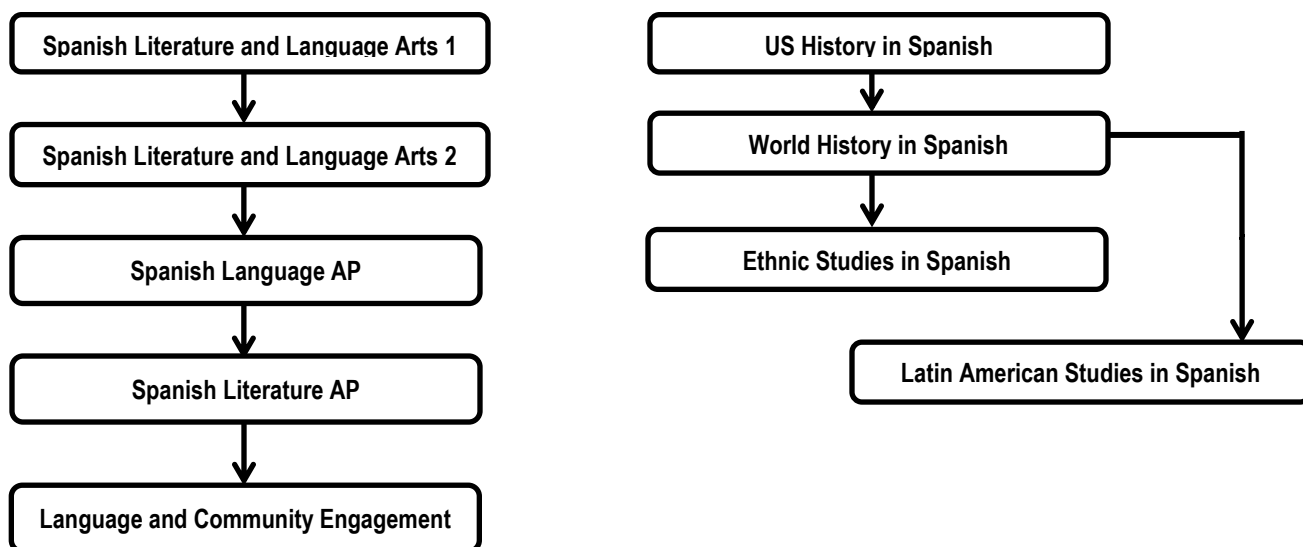 Spanish Literature and Language Arts 1
Spanish Literature and Language Arts 2
Spanish Language AP
Spanish Literature AP
Language and Community Engagement
US History in Spanish
World History in Spanish
Ethnic Studies in Spanish
Latin American Studies in Spanish